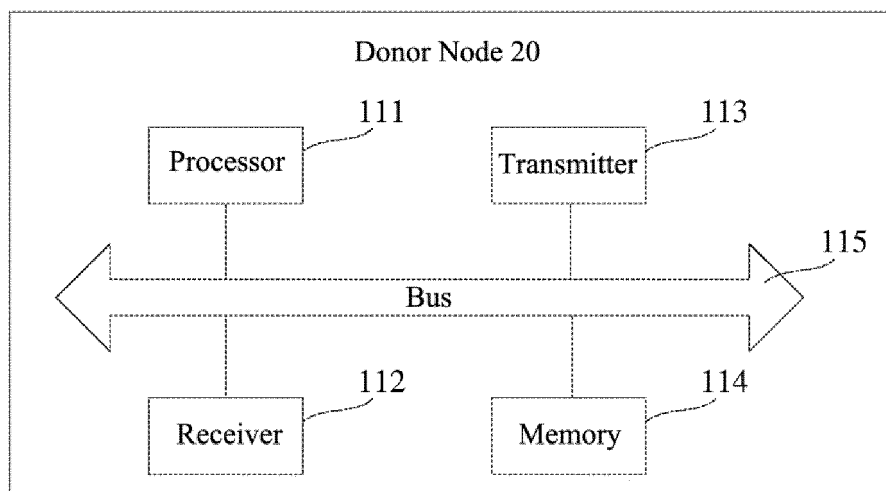 Donor Node 20
111
113
Processor
Transmitter
115
Bus
112
114
Receiver
Memory